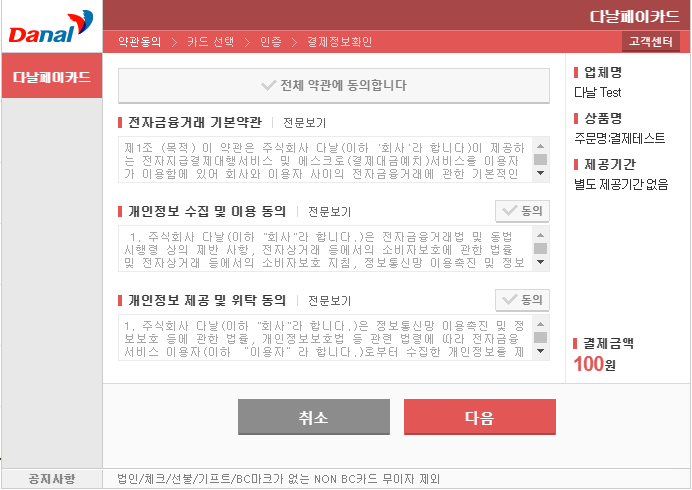 Danal
다날페이카드
약관동의 > 카드 선택 > 인증 > 결제정보확인
고객센터
다날페이카드
전체 약관에 동의합니다
전자금융거래 기본약관 | 전문보기
제1조 (목적) 이 약관은 주식회사 다날(이하 '회사'라 합니다)이 제공하
는 전자지급결제대행서비스 및 에스크로(결제대금예치)서비스를 이용자
가 이용함에 있어 회사와 이용자 사이의 전자금융거래에 관한 기본적인
개인정보 수집 및 이용 동의 | 전문보기
동의
1. 주식회사 다날(이하 "회사"라 합니다.)은 전자금융거래법 및 동법
시행령 상의 제반 사항, 전자상거래 등에서의 소비자보호에 관한 법률
및 전자상거래 등에서의 소비자보호 지침, 정보통신망 이용촉진 및 정보
개인정보 제공 및 위탁 동의 | 전문보기
동의
1. 주식회사 다날(이하 "회사"라 합니다.)은 정보통신망 이용촉진 및 정
보보호 등에 관한 법률, 개인정보보호법 등 관련 법령에 따라 전자금융
서비스 이용자(이하 "이용자" 라 합니다.)로부터 수집한 개인정보를 제
업체명
다날 Test
상품명
주문명:결제테스트
제공기간
별도 제공기간 없음
결제금액
100원
취소
다음
공지사항
법인/체크/선불/기프트/BC마크가 없는 NON BC카드 무이자 제외